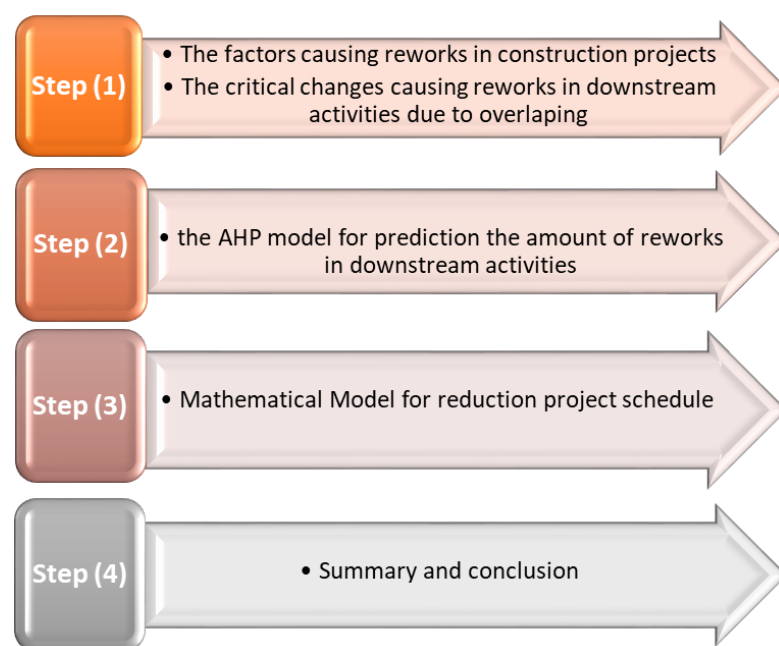 Step (1)
• The factors causing reworks in construction projects
• The critical changes causing reworks in downstream
activities due to overlaping
Step (2)
• the AHP model for prediction the amount of reworks
in downstream activities
Step (3)
• Mathematical Model for reduction project schedule
Step (4)
• Summary and conclusion